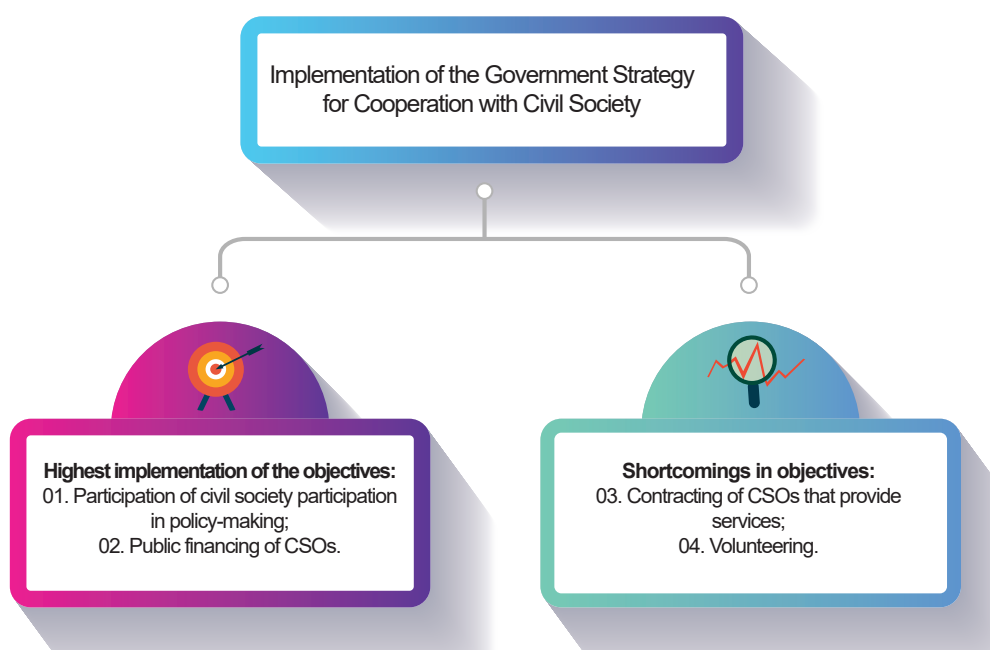 Implementation of the Government Strategy
for Cooperation with Civil Society
Highest implementation of the objectives:
01. Participation of civil society participation
in policy-making;
02. Public financing of CSOs.
Shortcomings in objectives:
03. Contracting of CSOs that provide
services;
04. Volunteering.